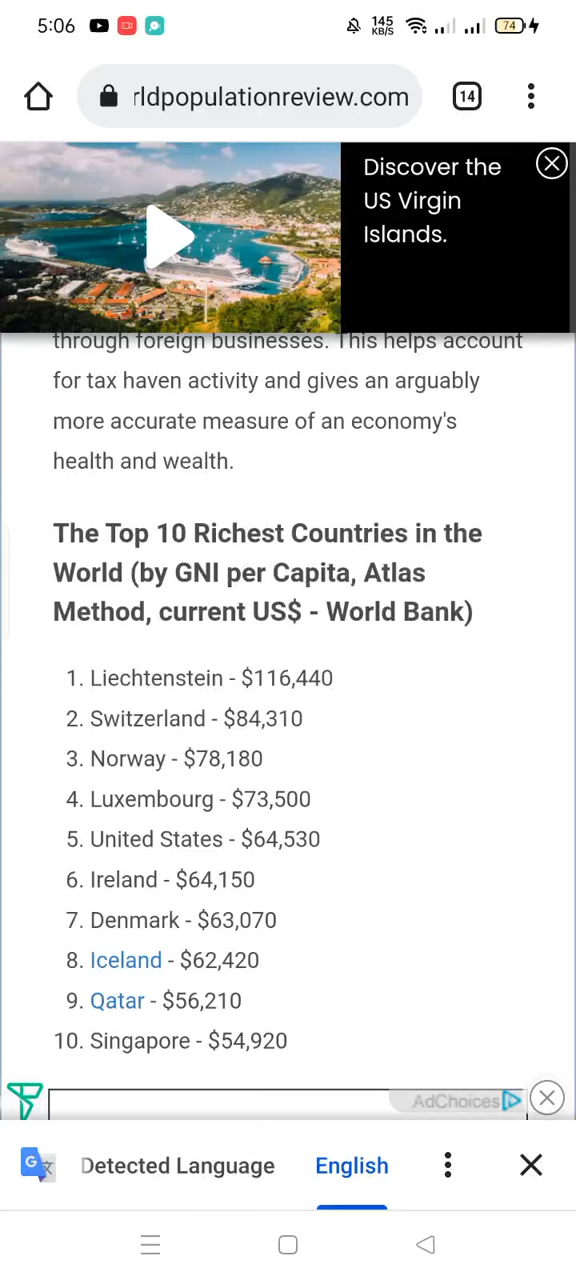 5:06
145
KB/S
74
rldpopulationreview.com
14
Discover the
US Virgin
Islands.
through foreign businesses. This helps account
for tax haven activity and gives an arguably
more accurate measure of an economy's
health and wealth.
The Top 10 Richest Countries in the
World (by GNI per Capita, Atlas
Method, current US$ - World Bank)
1. Liechtenstein - $116,440
2. Switzerland - $84,310
3. Norway - $78,180
4. Luxembourg - $73,500
5. United States - $64,530
6. Ireland - $64,150
7. Denmark - $63,070
8. Iceland - $62,420
9. Qatar - $56,210
10. Singapore - $54,920
AdChoices
Detected Language English